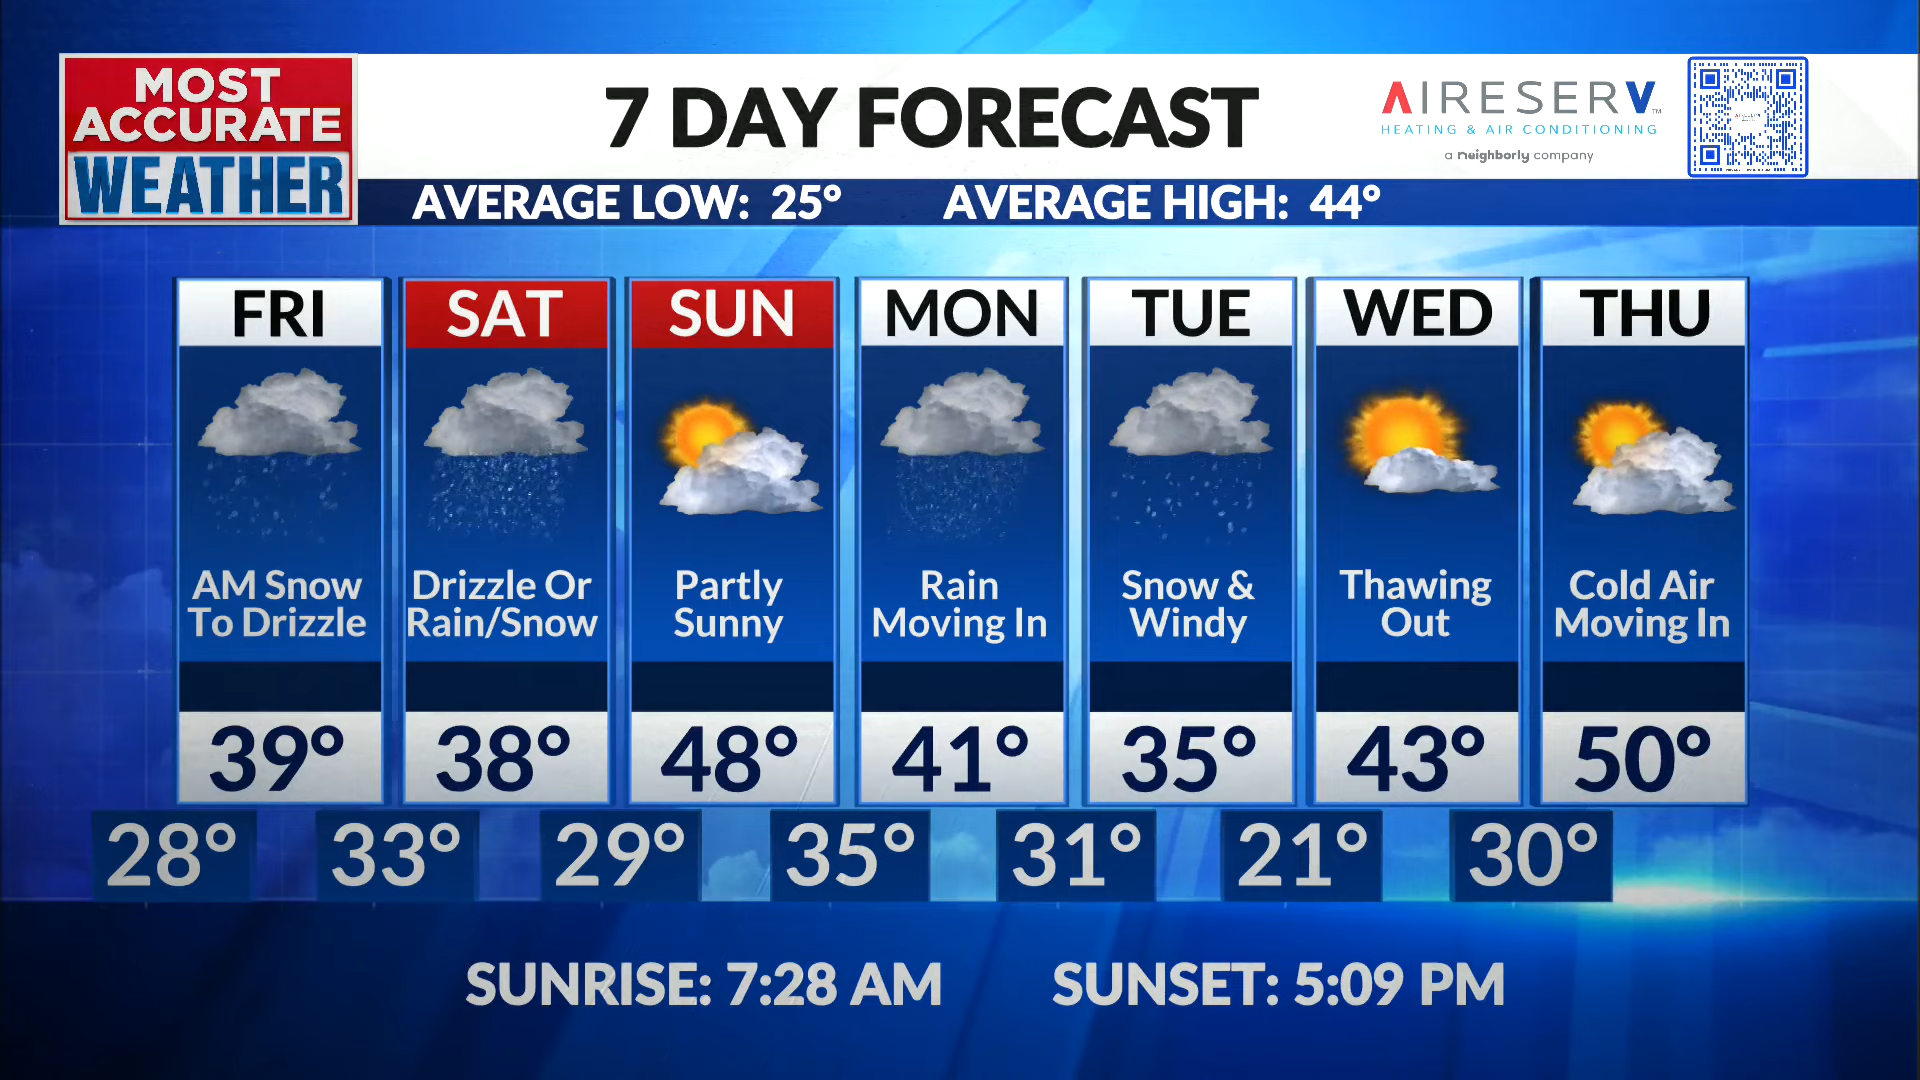 MOST
ACCURATE
WEATHER
7 DAY FORECAST
AIRESERV™
HEATING & AIR CONDITIONING
a neighborly company
AVERAGE LOW: 25° AVERAGE HIGH: 44°
FRI SAT SUN MON TUE WED THU
AM Snow
To Drizzle
Drizzle Or
Rain/Snow
Partly
Sunny
Rain
Moving In
Snow &
Windy
Thawing
Out
Cold Air
Moving In
39° 38° 48° 41° 35° 43° 50°
28° 33° 29° 35° 31° 21° 30°
SUNRISE: 7:28 AM SUNSET: 5:09 PM